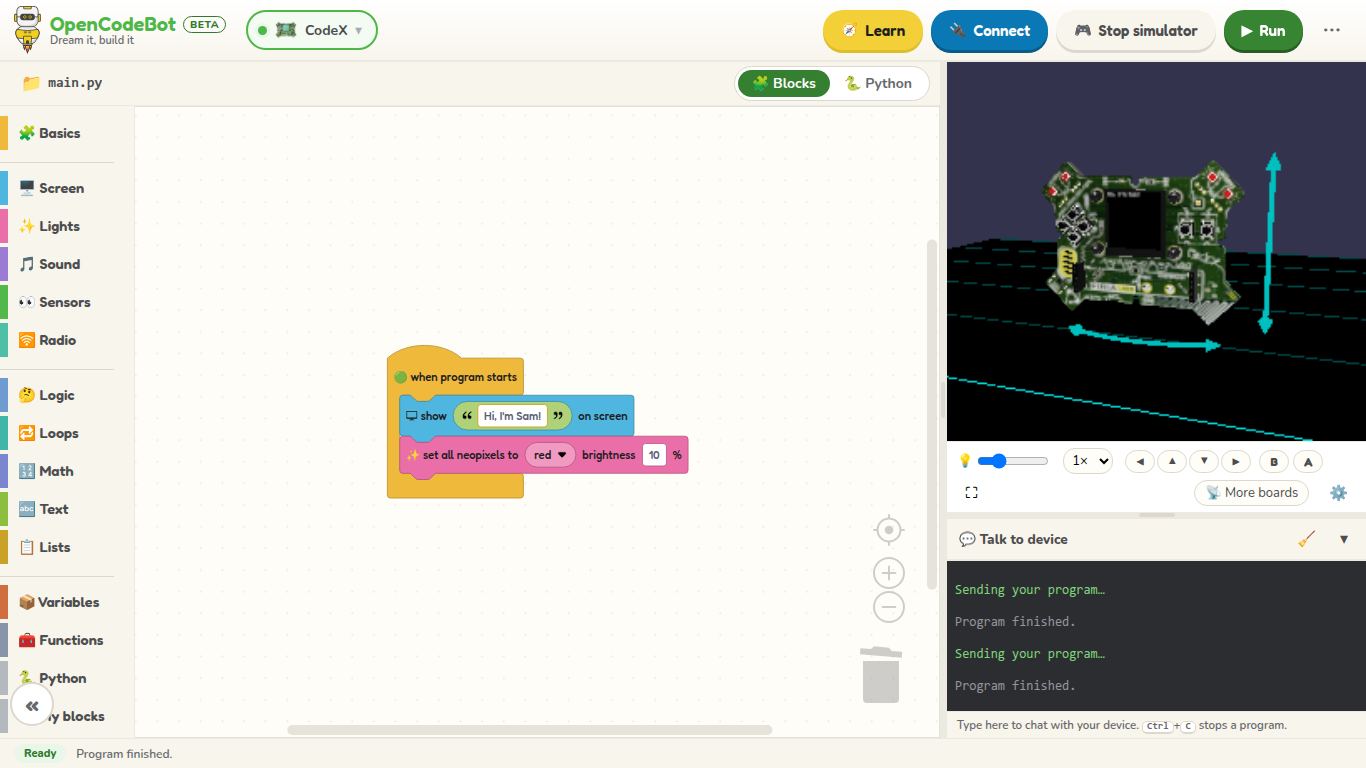 OpenCodeBot BETA
Dream it, build it
CodeX ▾
Learn
Connect
Stop simulator
Run
main.py
Blocks
Python
Basics
Screen
Lights
Sound
Sensors
Radio
Logic
Loops
Math
Text
Lists
Variables
Functions
Python
blocks
when program starts
show “ Hi, I'm Sam! ” on screen
set all neopixels to red brightness 10 %
1×
B
A
More boards
Talk to device
Sending your program…
Program finished.
Sending your program…
Program finished.
Type here to chat with your device. Ctrl+C stops a program.
Ready
Program finished.